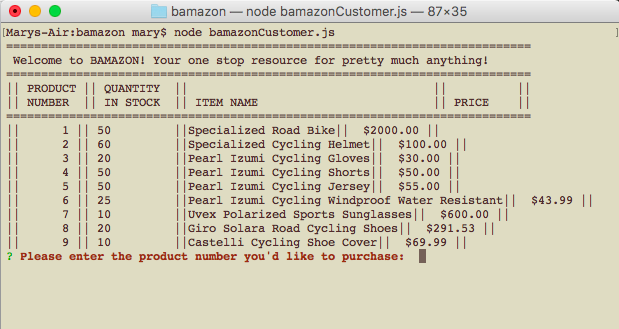 bamazon — node bamazonCustomer.js — 87×35
[Marys-Air:bamazon mary$ node bamazonCustomer.js ]
==============================================================================
Welcome to BAMAZON! Your one stop resource for pretty much anything!
==============================================================================
|| PRODUCT || QUANTITY || || ||
|| NUMBER || IN STOCK || ITEM NAME || PRICE ||
==============================================================================
|| 1 || 50 ||Specialized Road Bike|| $2000.00 ||
|| 2 || 60 ||Specialized Cycling Helmet|| $100.00 ||
|| 3 || 20 ||Pearl Izumi Cycling Gloves|| $30.00 ||
|| 4 || 50 ||Pearl Izumi Cycling Shorts|| $50.00 ||
|| 5 || 50 ||Pearl Izumi Cycling Jersey|| $55.00 ||
|| 6 || 25 ||Pearl Izumi Cycling Windproof Water Resistant|| $43.99 ||
|| 7 || 10 ||Uvex Polarized Sports Sunglasses|| $600.00 ||
|| 8 || 20 ||Giro Solara Road Cycling Shoes|| $291.53 ||
|| 9 || 10 ||Castelli Cycling Shoe Cover|| $69.99 ||
? Please enter the product number you'd like to purchase: